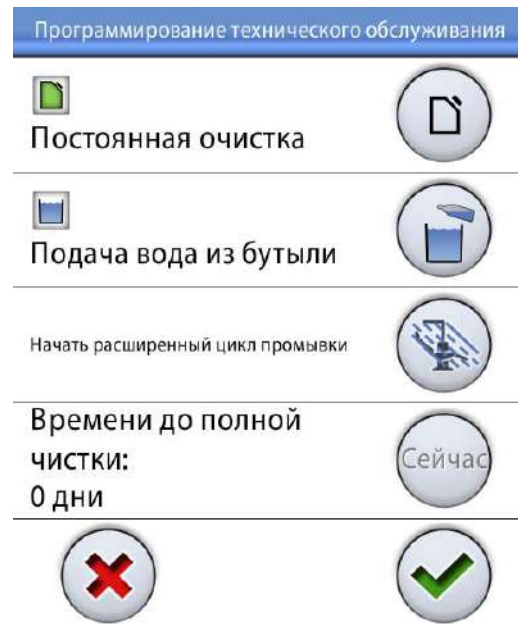 Программирование технического обслуживания
Постоянная очистка
Подача вода из бутыли
Начать расширенный цикл промывки
Времени до полной
чистки:
0 дни
Сейчас